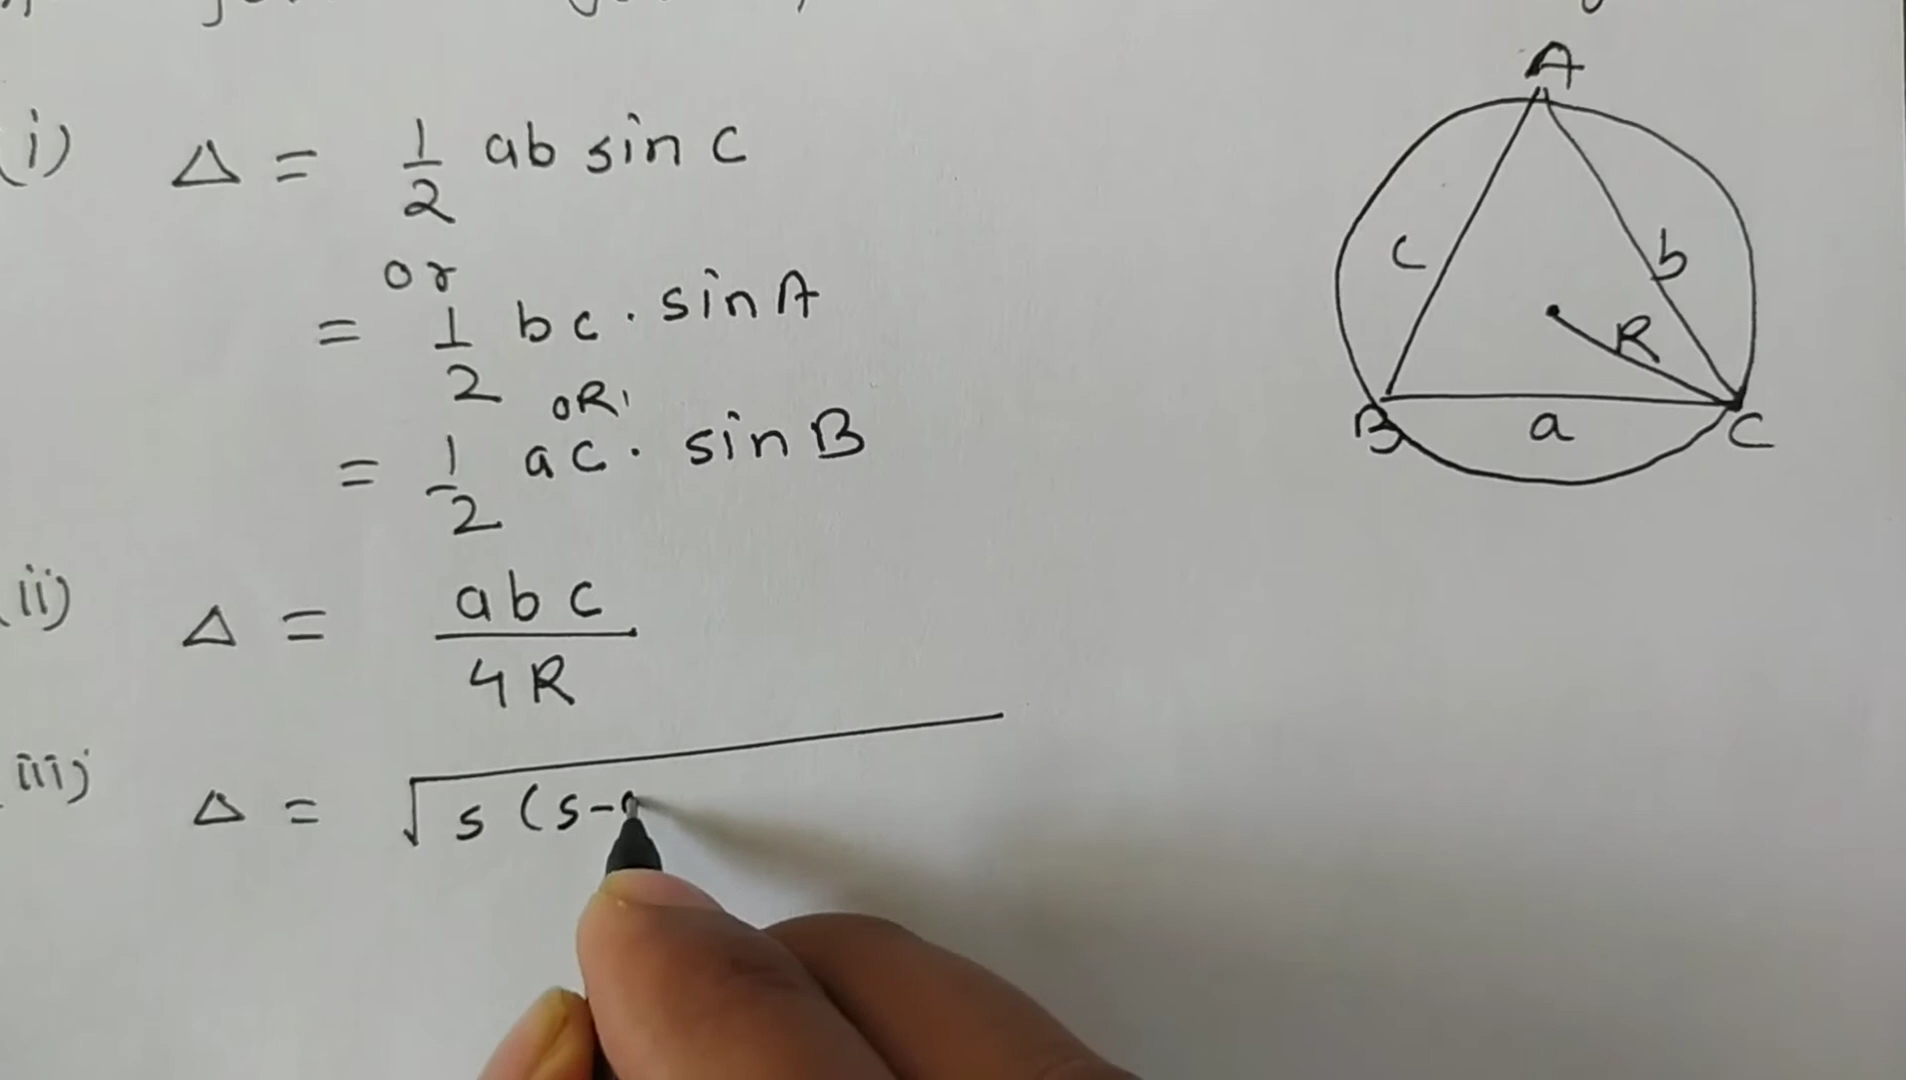 (i) Δ = 1/2 ab sin C
or
= 1/2 bc · sin A
OR
= 1/2 ac · sin B
(ii) Δ = abc/4R
(iii) Δ = √s(s-
A
c b
R
B a C